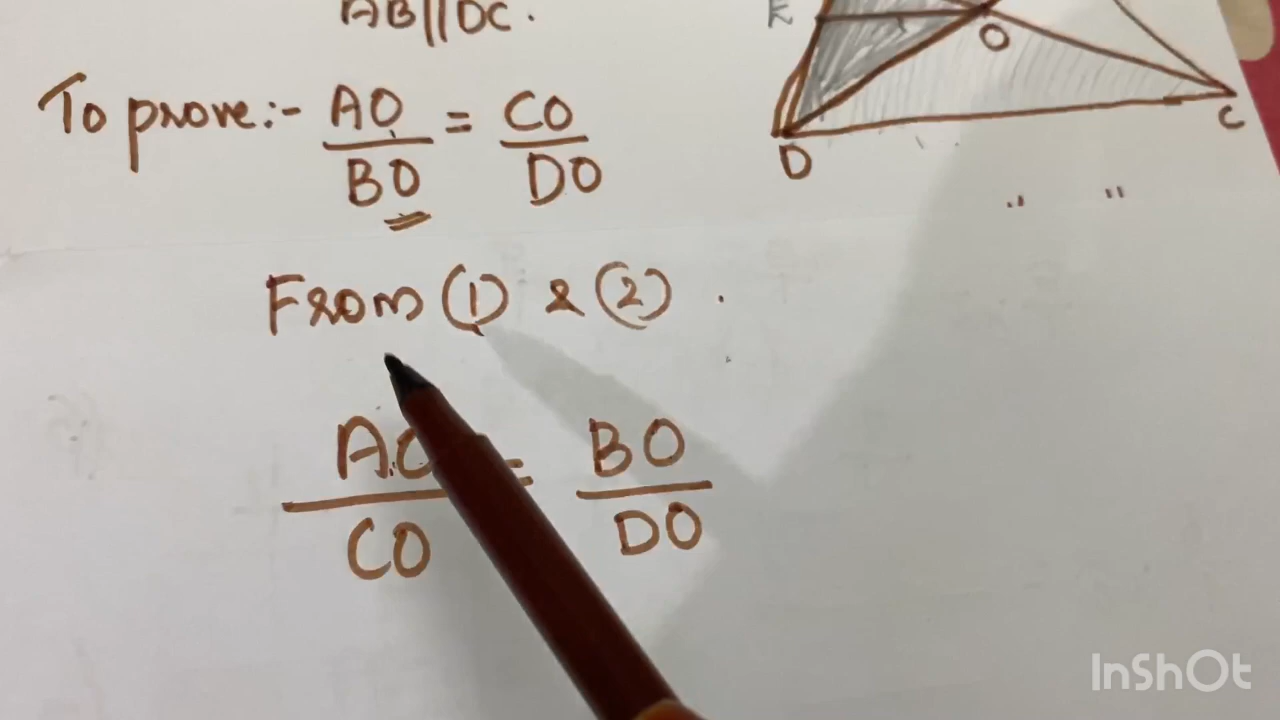 AB||DC.
E
O
D
C
To prove:- AO/BO = CO/DO
From (1) & (2).
AO/CO = BO/DO
InShOt